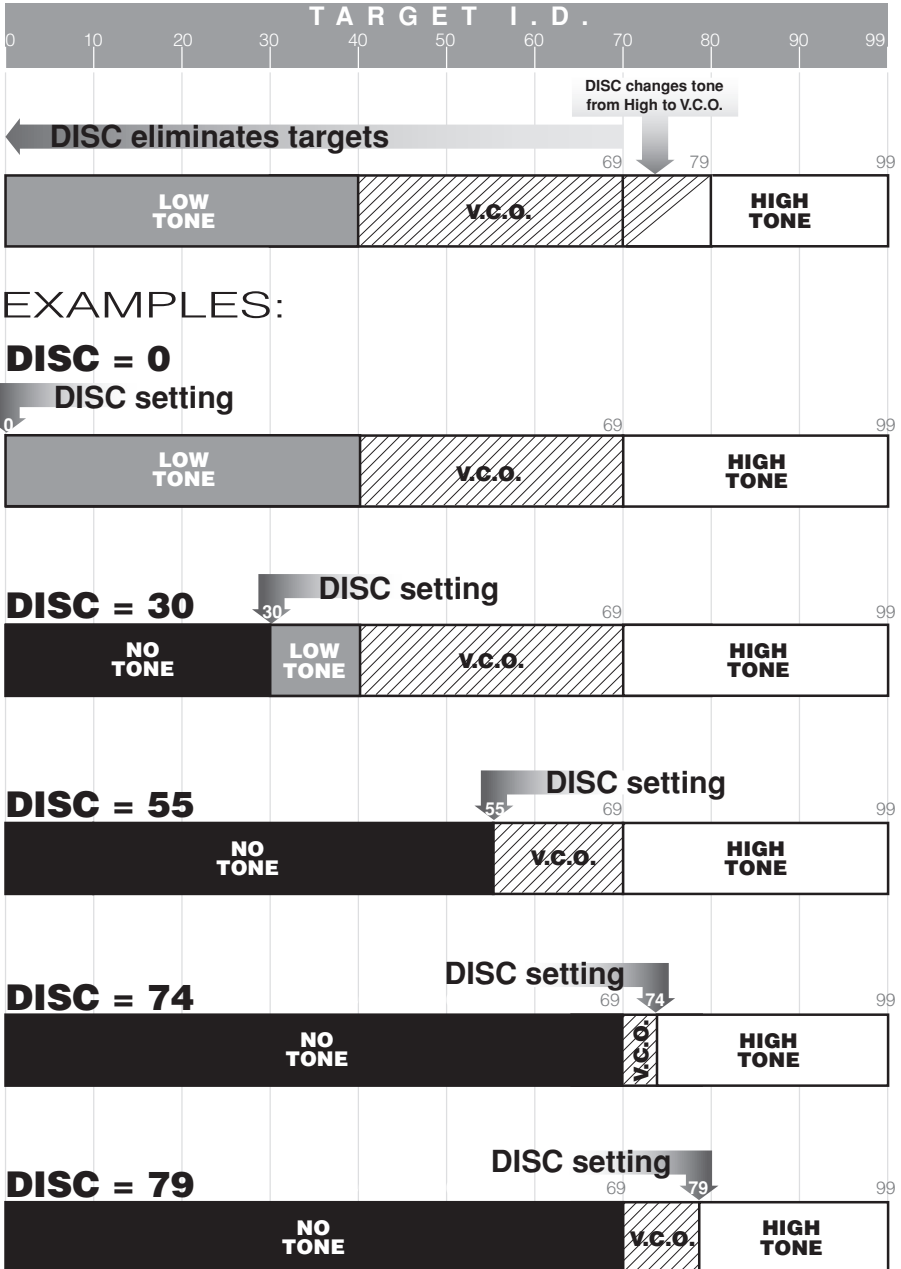 TARGET I.D.
0 10 20 30 40 50 60 70 80 90 99
DISC changes tone
from High to V.C.O.
DISC eliminates targets
69 79 99
LOW
TONE
V.C.O.
HIGH
TONE
EXAMPLES:
DISC = 0
DISC setting
0
69 99
LOW
TONE
V.C.O.
HIGH
TONE
DISC = 30
DISC setting
30
69 99
NO
TONE
LOW
TONE
V.C.O.
HIGH
TONE
DISC = 55
DISC setting
55
69 99
NO
TONE
V.C.O.
HIGH
TONE
DISC = 74
DISC setting
69 74 99
NO
TONE
V.C.O.
HIGH
TONE
DISC = 79
DISC setting
69 79 99
NO
TONE
V.C.O.
HIGH
TONE